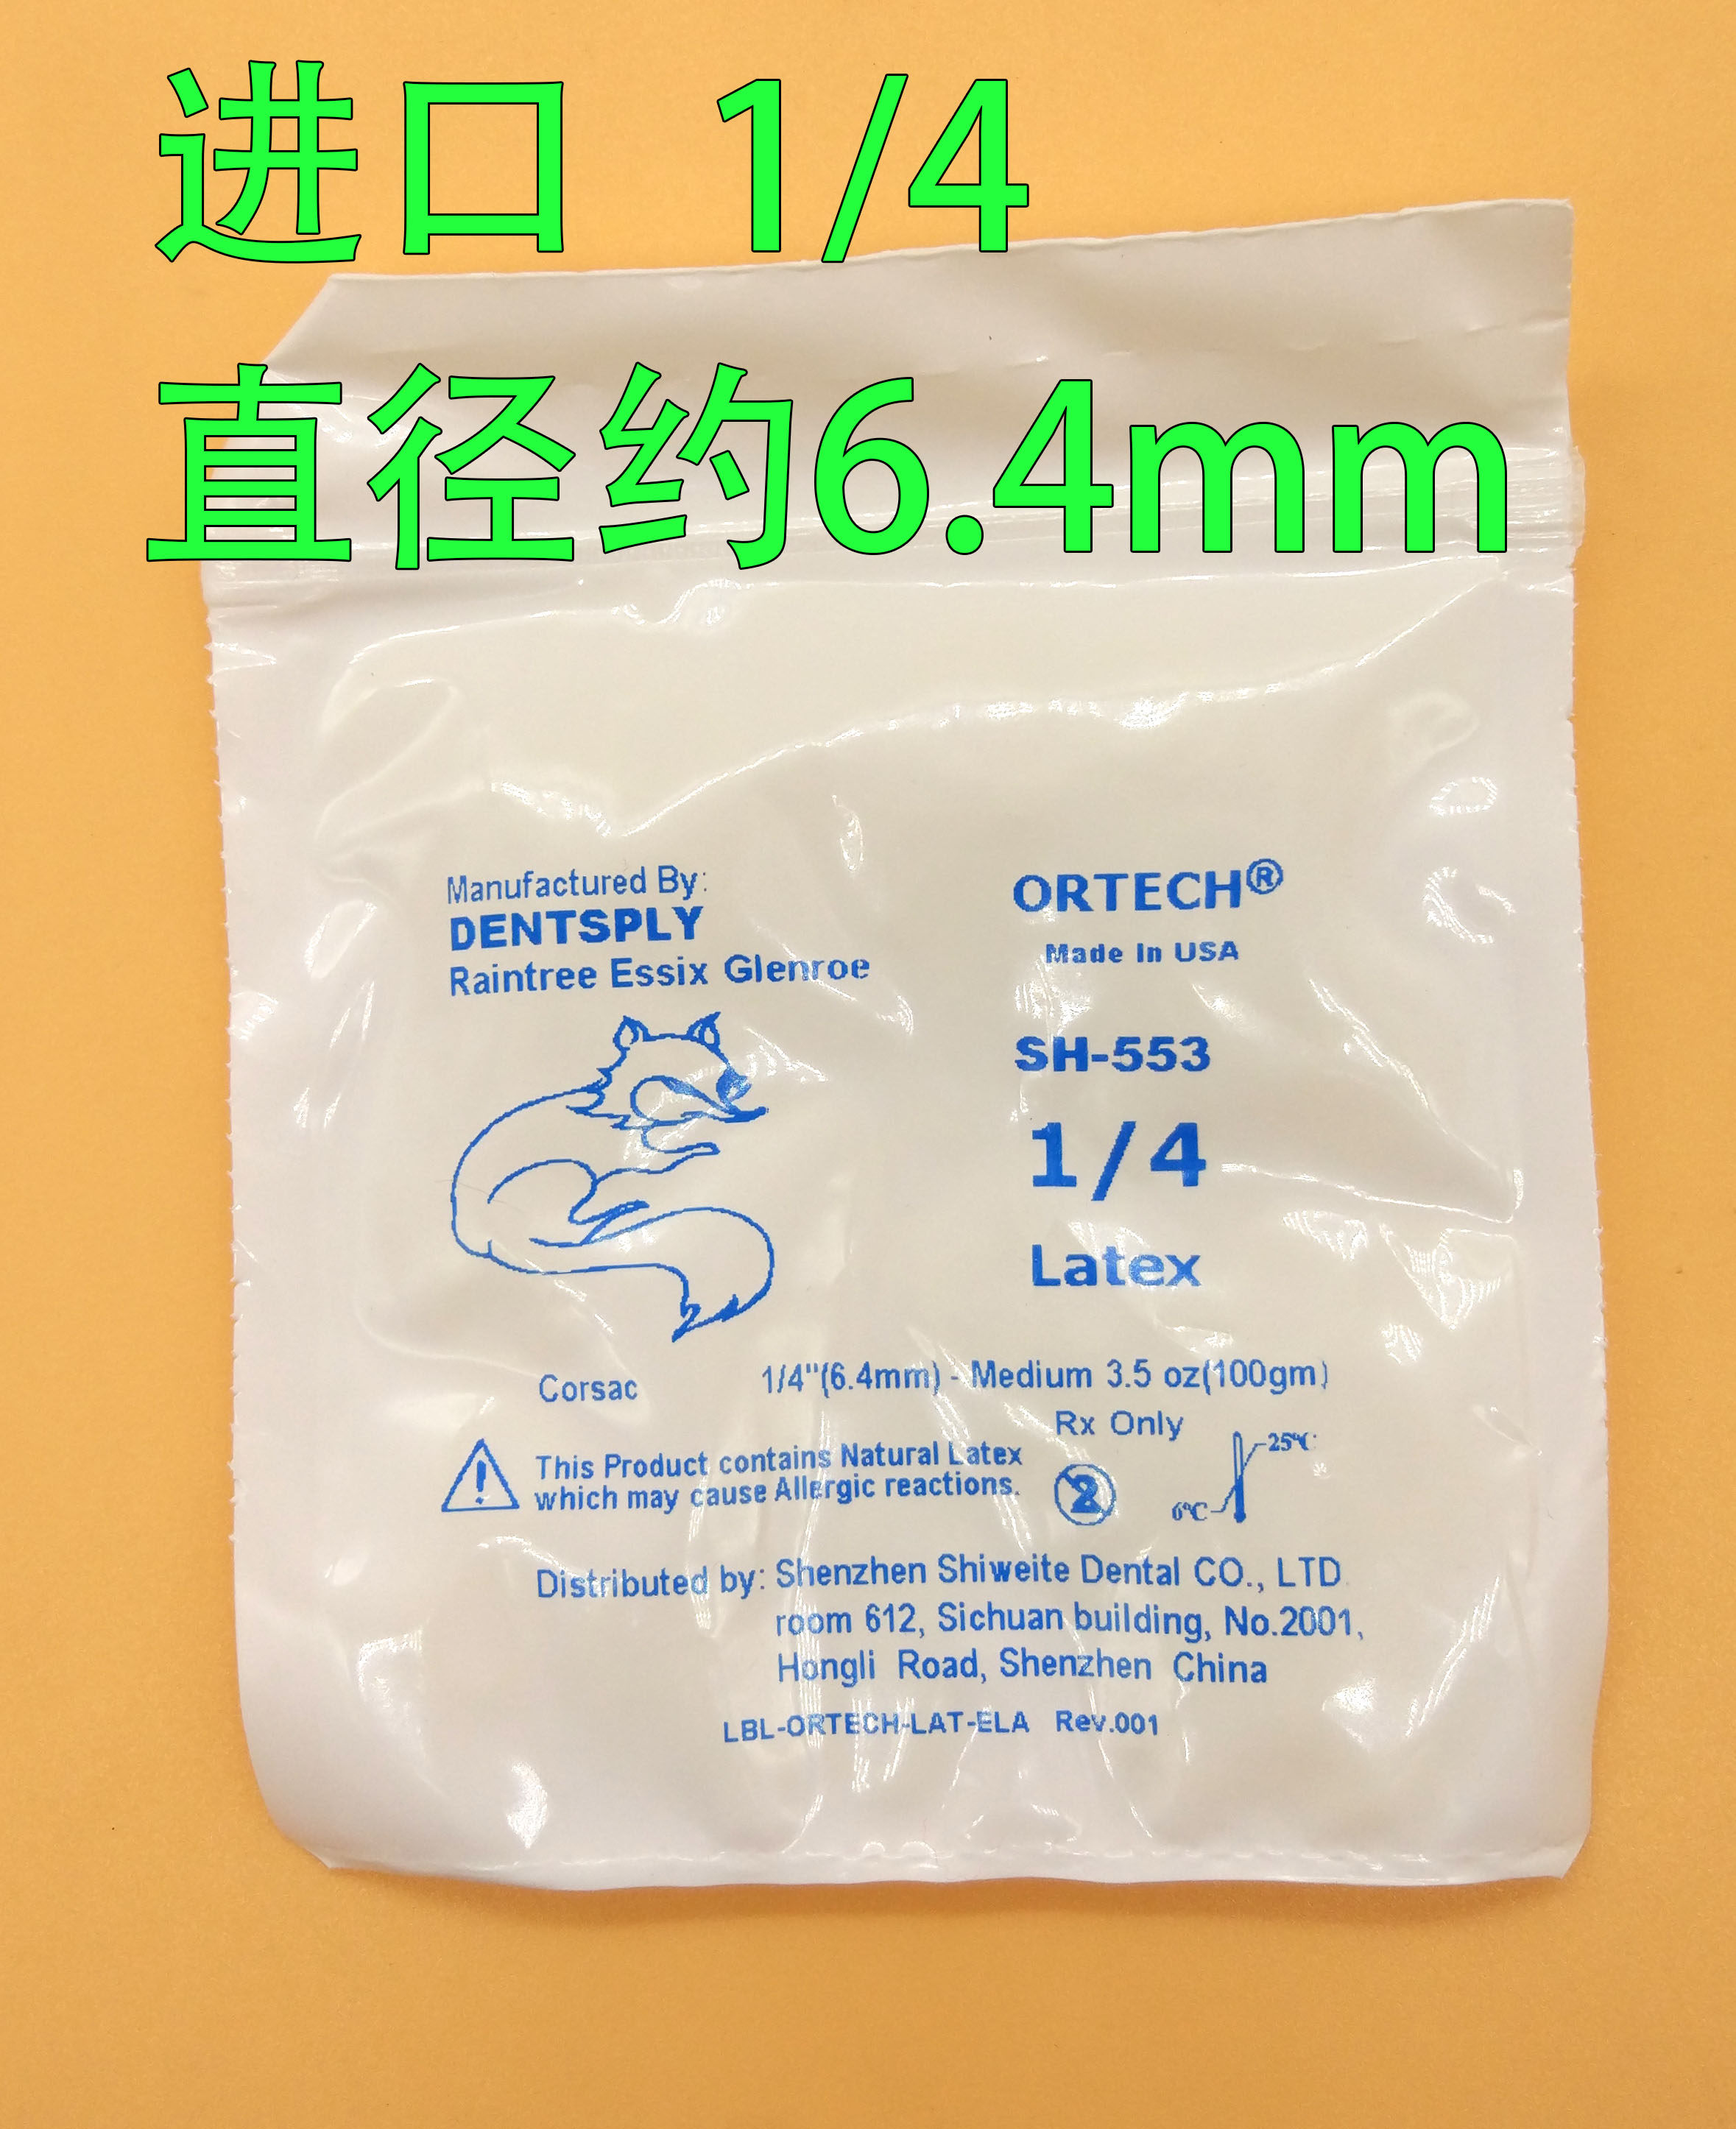 进口 1/4
直径约6.4mm
Manufactured By:
DENTSPLY
Raintree Essix Glenroe
ORTECH®
Made In USA
SH-553
1/4
Latex
Corsac
1/4"(6.4mm) - Medium 3.5 oz(100gm)
Rx Only
This Product contains Natural Latex
which may cause Allergic reactions.
2
25℃
6℃
Distributed by: Shenzhen Shiweite Dental CO., LTD
room 612, Sichuan building, No.2001,
Hongli Road, Shenzhen China
LBL-ORTECH-LAT-ELA Rev.001